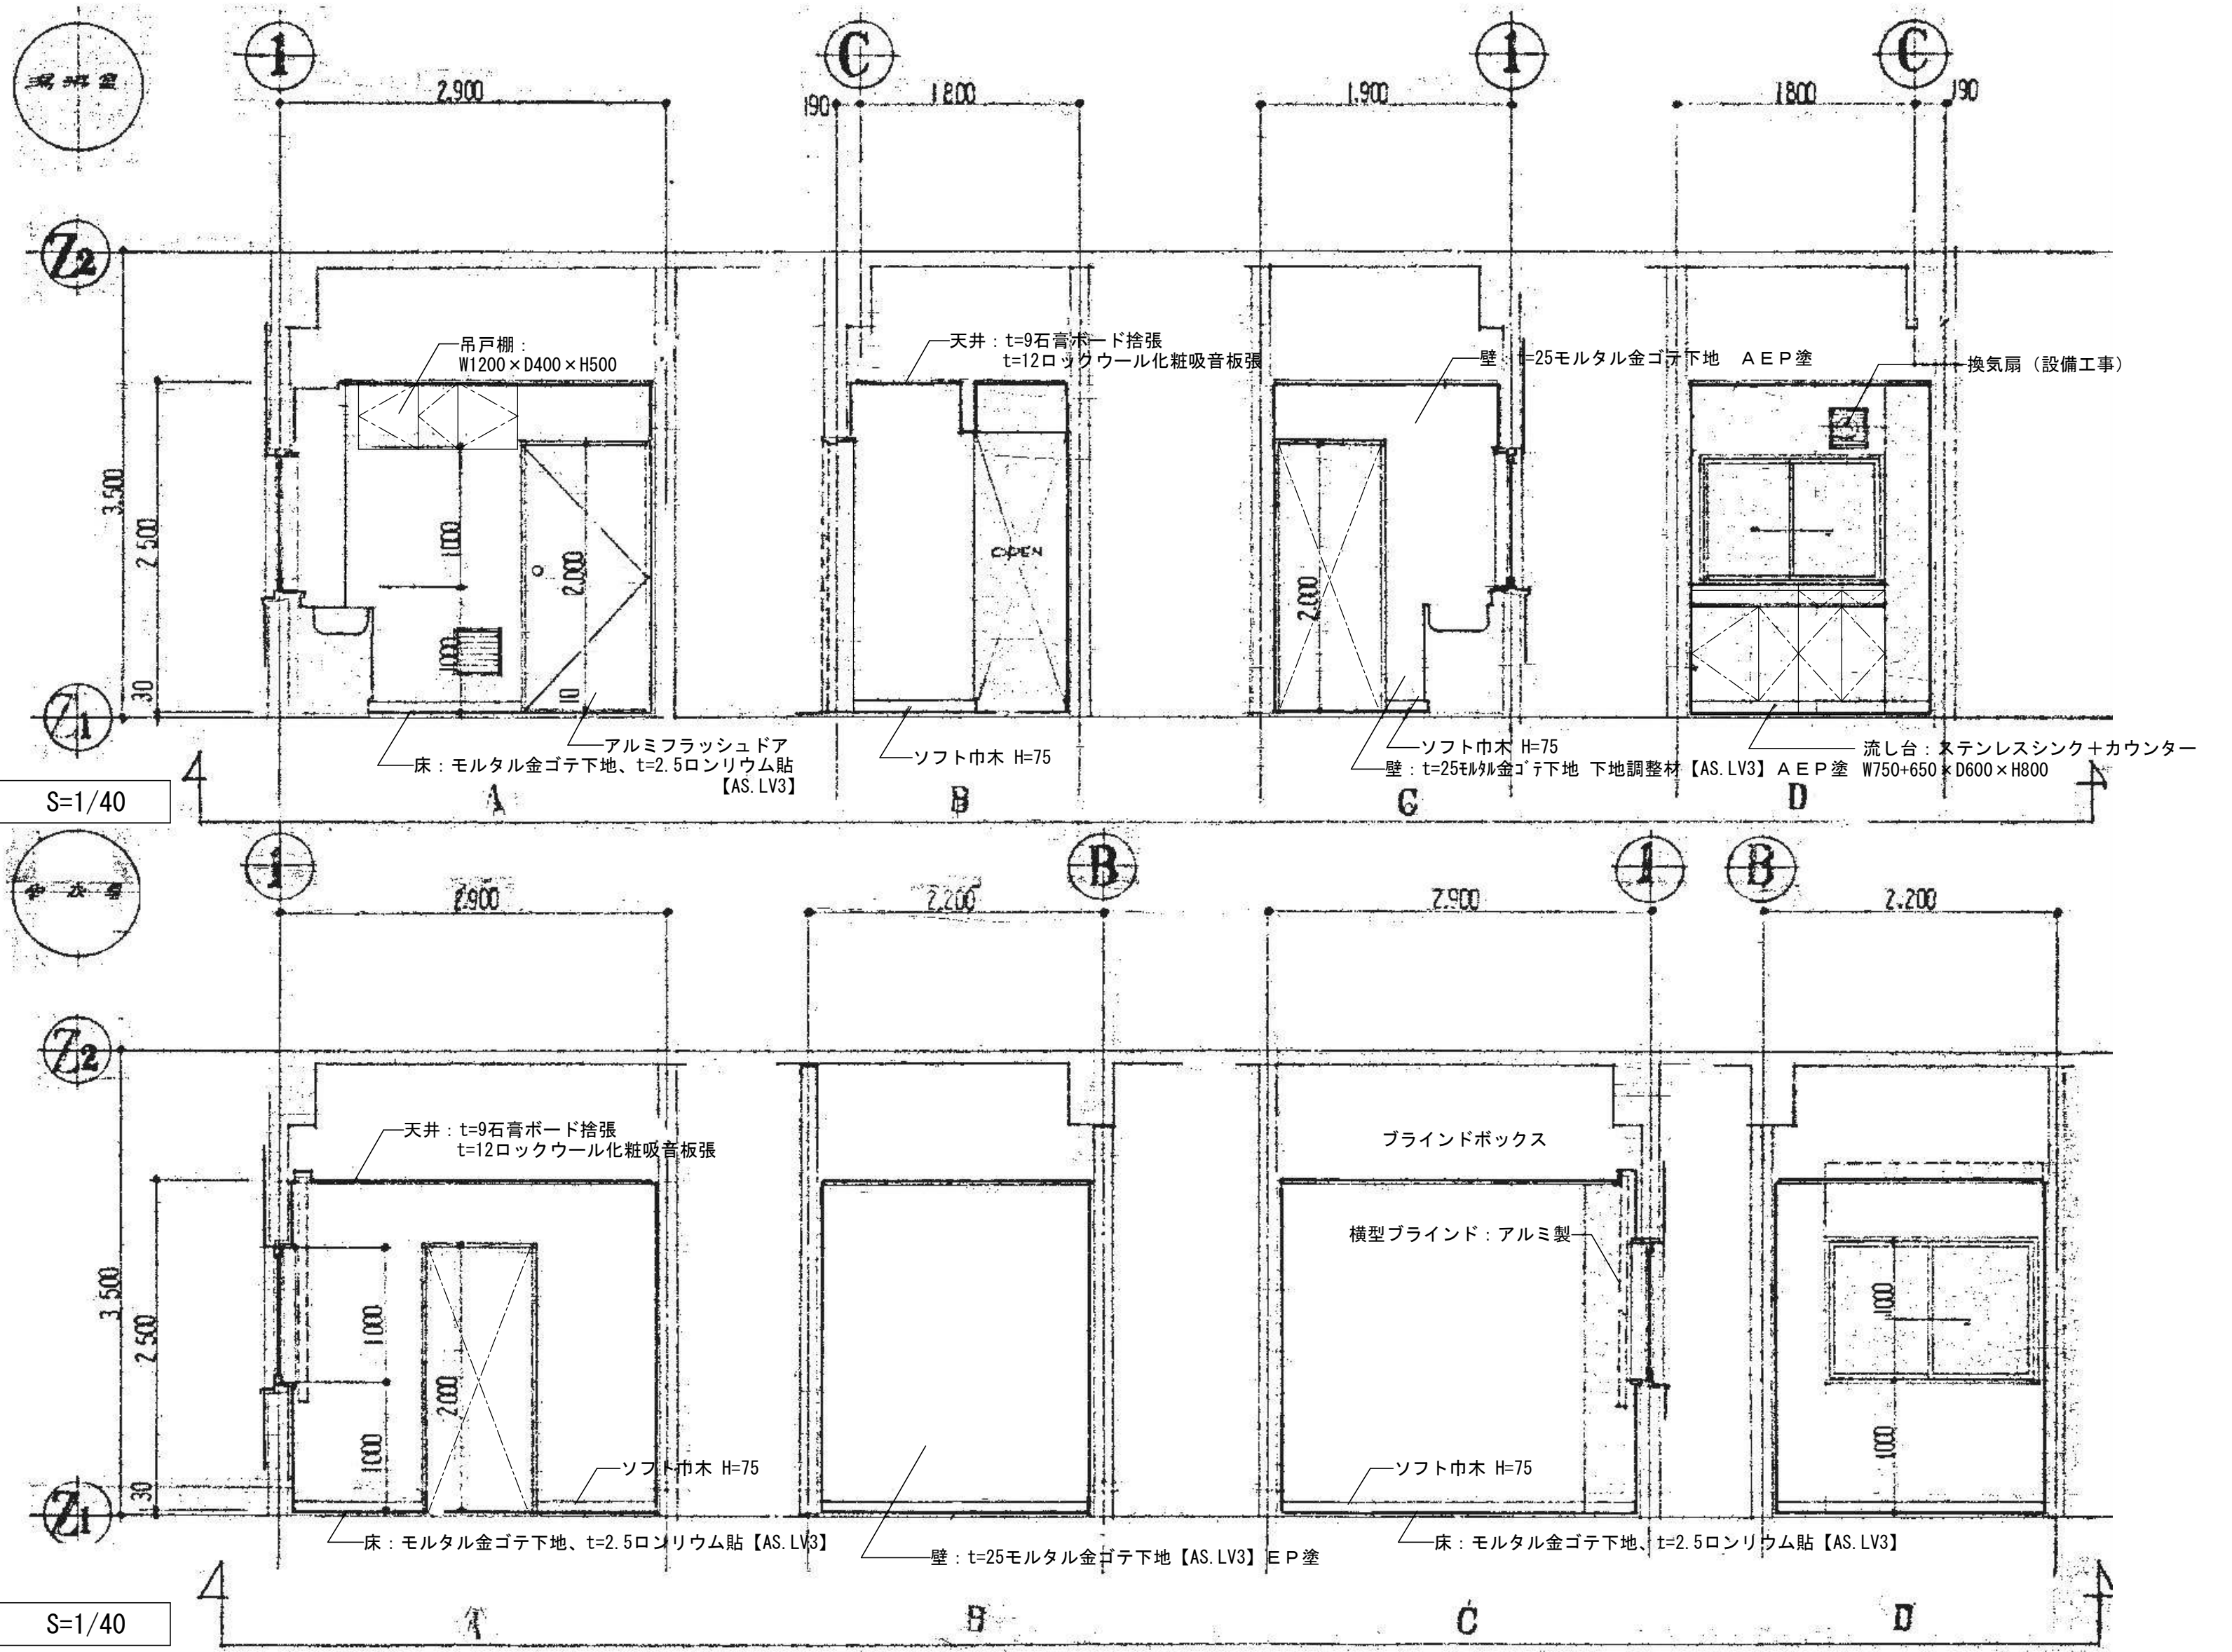 湯沸室
1
C
1
C
2,900
190
1800
1,900
1800
190
Z2
吊戸棚：
W1200×D400×H500
天井：t=9石膏ボード捨張
t=12ロックウール化粧吸音板張
壁：t=25モルタル金ゴテ下地　ＡＥＰ塗
換気扇（設備工事）
3,500
2,500
30
1000
1000
2,000
10
OPEN
2,000
Z1
アルミフラッシュドア
床：モルタル金ゴテ下地、t=2.5ロンリウム貼
【AS.LV3】
ソフト巾木 H=75
ソフト巾木 H=75
壁：t=25ﾓﾙﾀﾙ金ｺﾞﾃ下地 下地調整材【AS.LV3】ＡＥＰ塗
流し台：ステンレスシンク＋カウンター
W750+650×D600×H800
S=1/40
A
B
C
D
1
B
1
B
2,900
2,200
2,900
2,200
Z2
天井：t=9石膏ボード捨張
t=12ロックウール化粧吸音板張
ブラインドボックス
横型ブラインド：アルミ製
3,500
2,500
30
1000
1000
2,000
1000
1000
ソフト巾木 H=75
ソフト巾木 H=75
Z1
床：モルタル金ゴテ下地、t=2.5ロンリウム貼【AS.LV3】
壁：t=25モルタル金ゴテ下地【AS.LV3】ＥＰ塗
床：モルタル金ゴテ下地、t=2.5ロンリウム貼【AS.LV3】
S=1/40
A
B
C
D